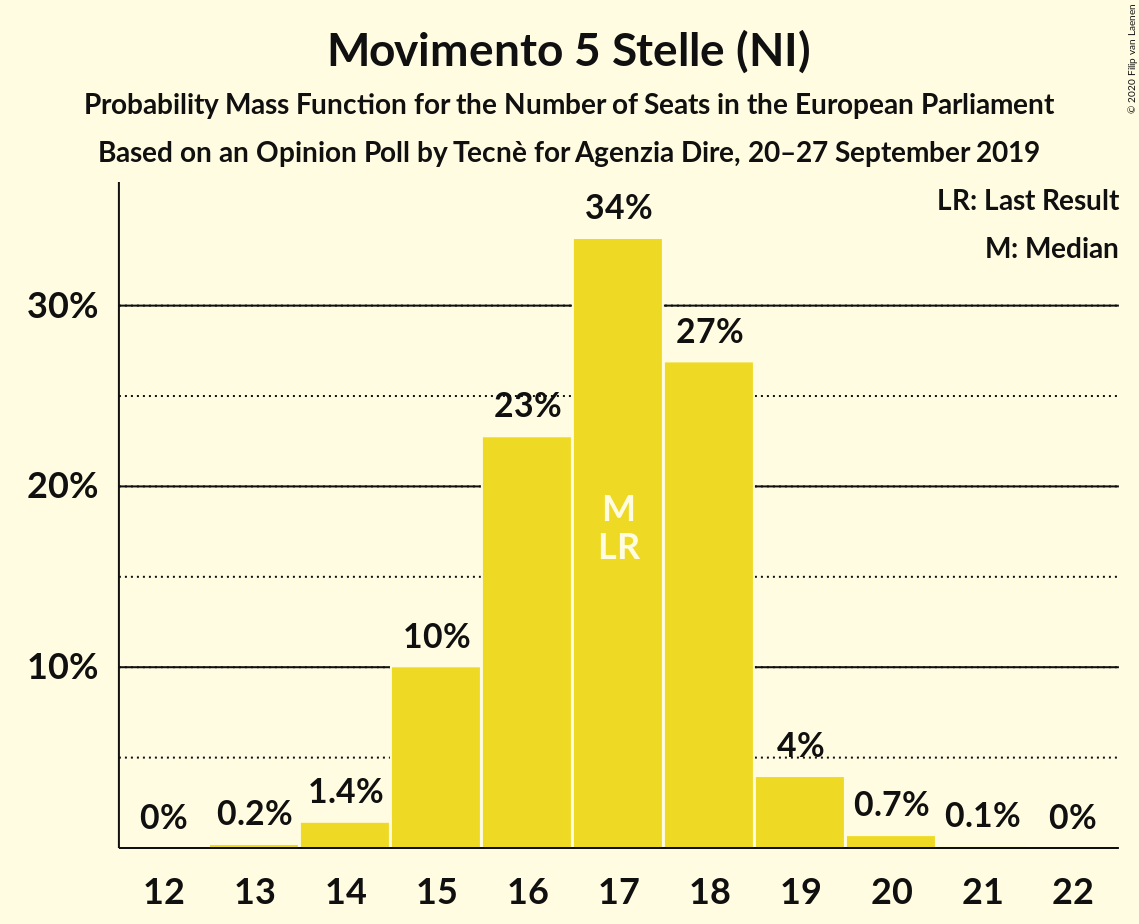 Movimento 5 Stelle (NI)
Probability Mass Function for the Number of Seats in the European Parliament
Based on an Opinion Poll by Tecnè for Agenzia Dire, 20–27 September 2019
© 2020 Filip van Laenen
LR: Last Result
M: Median
34%
30%
27%
23%
20%
M
LR
10%
10%
4%
1.4%
0.7%
0% 0.2% 0.1% 0%
12 13 14 15 16 17 18 19 20 21 22